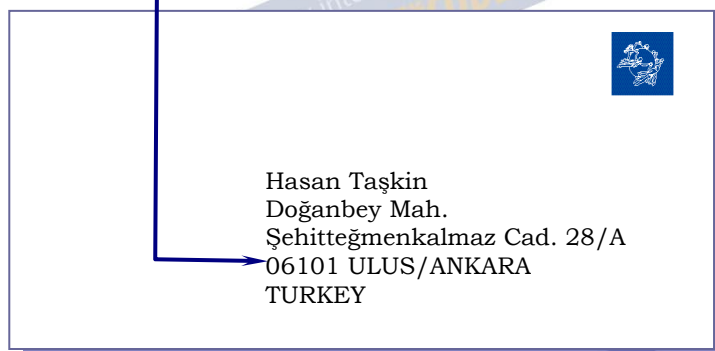 Hasan Taşkin
Doğanbey Mah.
Şehitteğmenkalmaz Cad. 28/A
06101 ULUS/ANKARA
TURKEY